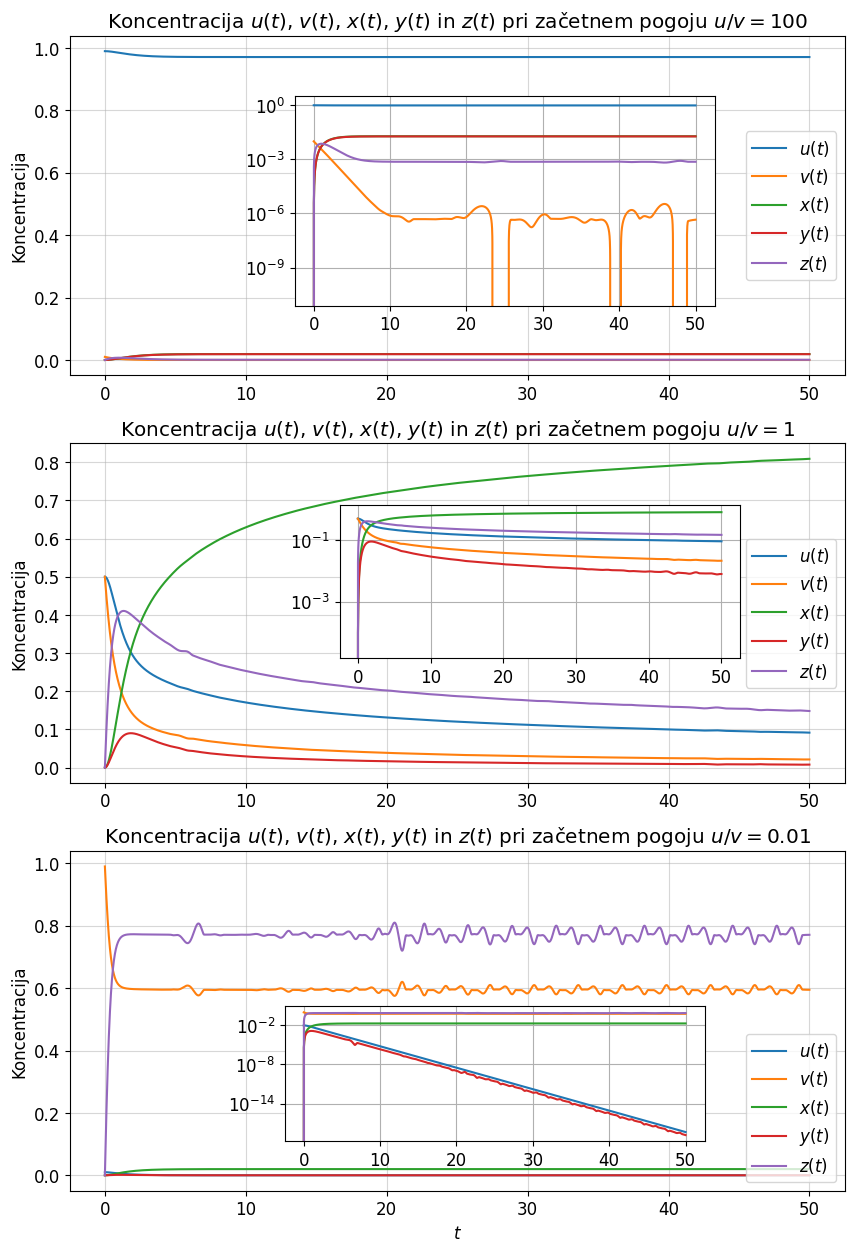 Koncentracija u(t), v(t), x(t), y(t) in z(t) pri začetnem pogoju u/v = 100
Koncentracija
1.0
0.8
0.6
0.4
0.2
0.0
10⁰
10⁻³
10⁻⁶
10⁻⁹
0 10 20 30 40 50
u(t)
v(t)
x(t)
y(t)
z(t)
0 10 20 30 40 50
Koncentracija u(t), v(t), x(t), y(t) in z(t) pri začetnem pogoju u/v = 1
Koncentracija
0.8
0.7
0.6
0.5
0.4
0.3
0.2
0.1
0.0
10⁻¹
10⁻³
0 10 20 30 40 50
u(t)
v(t)
x(t)
y(t)
z(t)
0 10 20 30 40 50
Koncentracija u(t), v(t), x(t), y(t) in z(t) pri začetnem pogoju u/v = 0.01
Koncentracija
1.0
0.8
0.6
0.4
0.2
0.0
10⁻²
10⁻⁸
10⁻¹⁴
0 10 20 30 40 50
u(t)
v(t)
x(t)
y(t)
z(t)
0 10 20 30 40 50
t